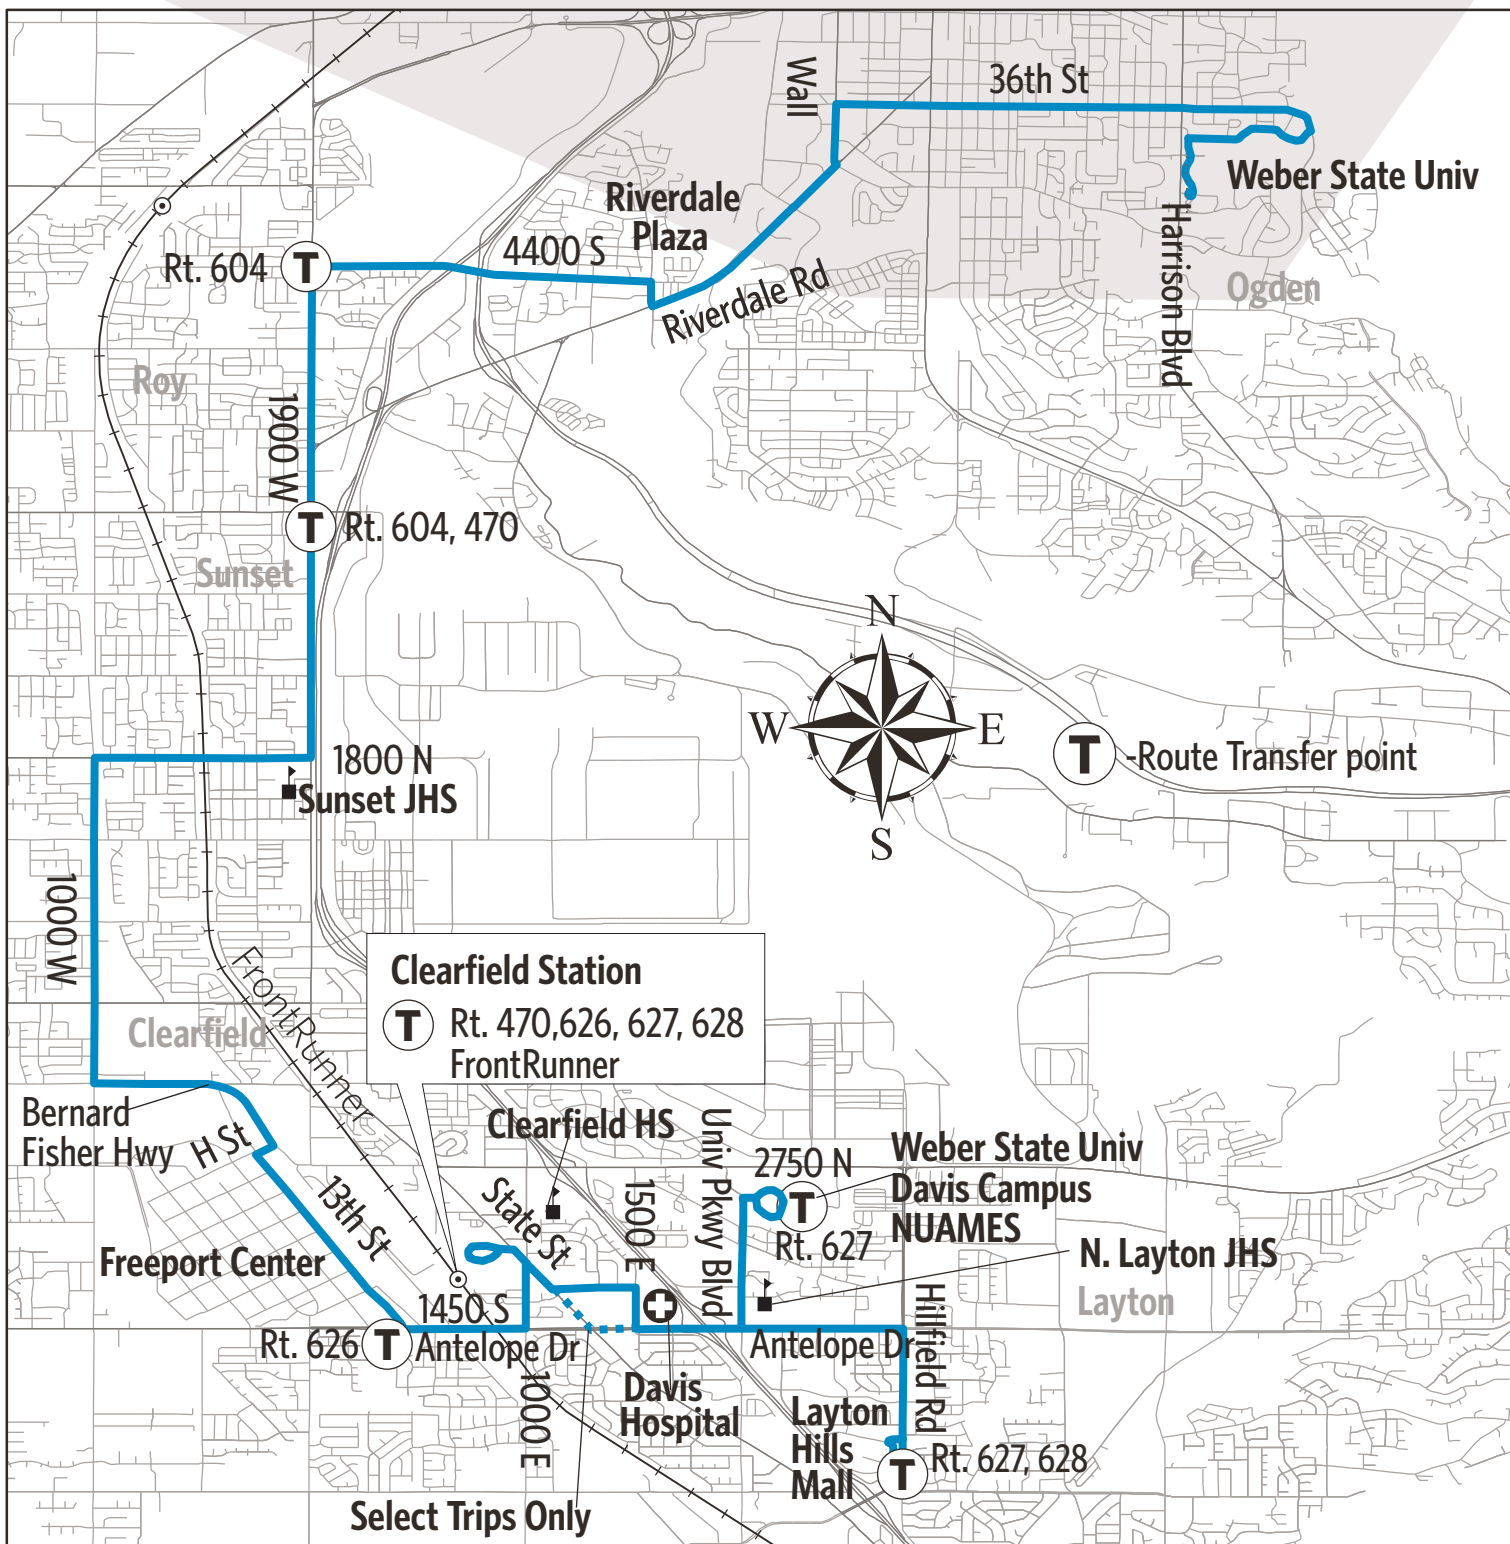 36th St
Wall
Weber State Univ
Riverdale
Plaza
4400 S
T
Rt. 604
Riverdale Rd
Harrison Blvd
Ogden
Roy
1900 W
T
Rt. 604, 470
Sunset
N
W
E
S
T
-Route Transfer point
1800 N
Sunset JHS
1000 W
FrontRunner
Clearfield
Clearfield Station
T
Rt. 470,626, 627, 628
FrontRunner
Bernard
Fisher Hwy
H St
13th St
Clearfield HS
State St
1500 E
Univ Pkwy Blvd
2750 N
T
Rt. 627
Weber State Univ
Davis Campus
NUAMES
N. Layton JHS
Layton
Freeport Center
1450 S
Rt. 626
T
Antelope Dr
Antelope Dr
Hillfield Rd
1000 E
Davis
Hospital
Layton
Hills
Mall
T
Rt. 627, 628
Select Trips Only